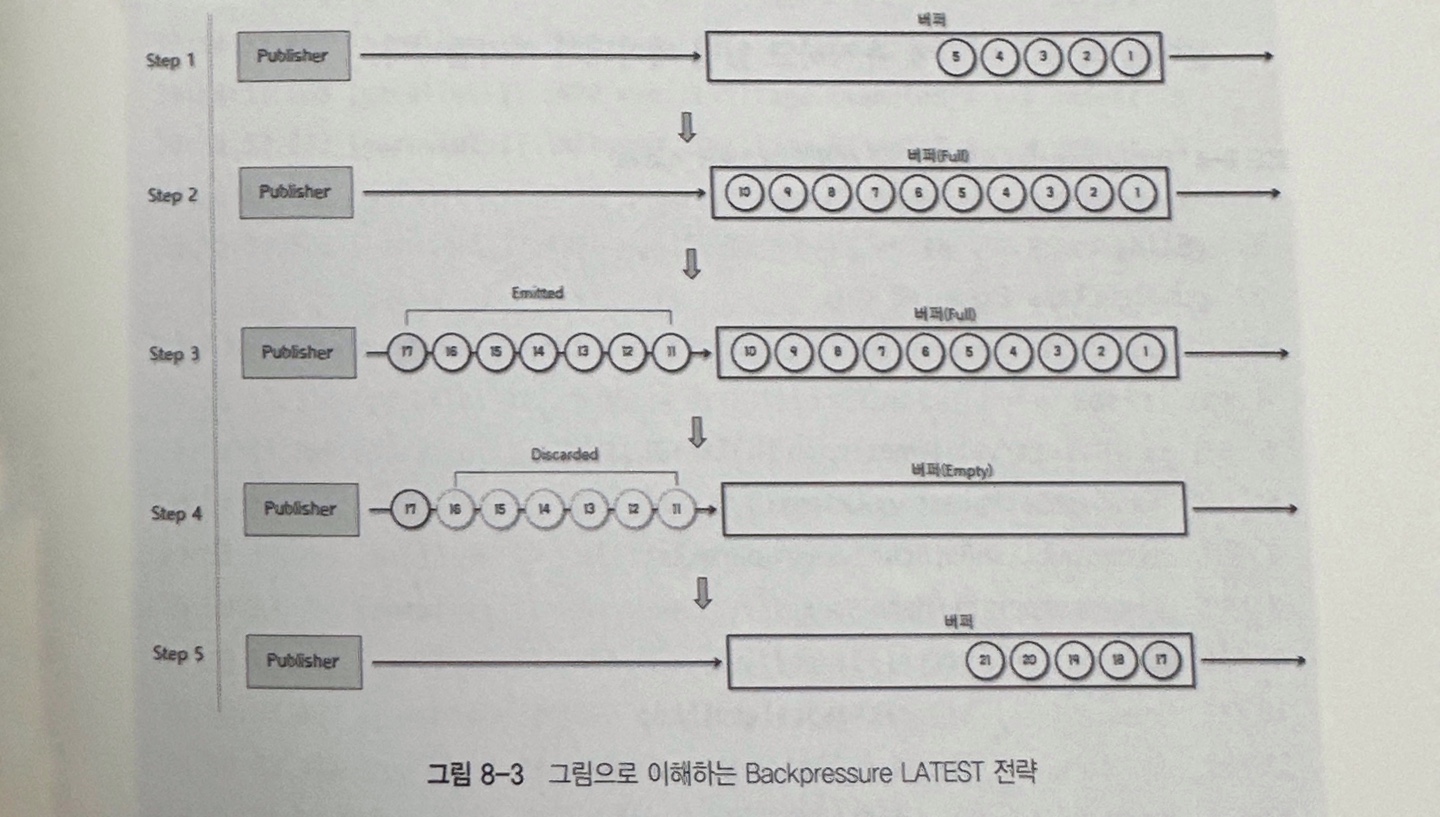 버퍼
Step 1 Publisher 5 4 3 2 1
버퍼(Full)
Step 2 Publisher 10 9 8 7 6 5 4 3 2 1
Emitted
버퍼(Full)
Step 3 Publisher 17 16 15 14 13 12 11 10 9 8 7 6 5 4 3 2 1
Discarded
버퍼(Empty)
Step 4 Publisher 17 16 15 14 13 12 11
버퍼
Step 5 Publisher 21 20 19 18 17
그림 8-3 그림으로 이해하는 Backpressure LATEST 전략